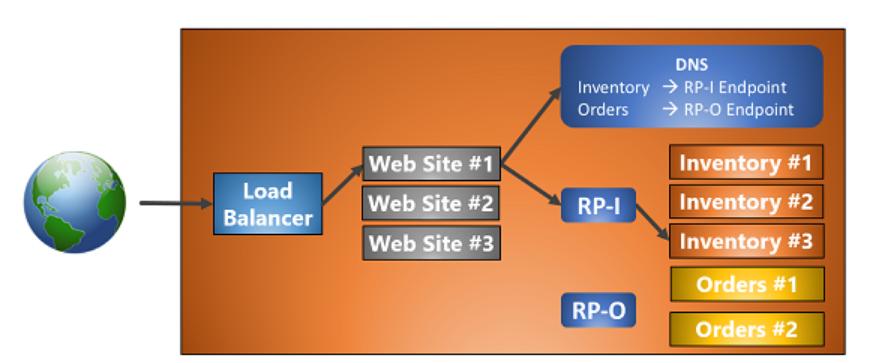 DNS
Inventory → RP-I Endpoint
Orders → RP-O Endpoint
Load
Balancer
Web Site #1
Web Site #2
Web Site #3
RP-I
RP-O
Inventory #1
Inventory #2
Inventory #3
Orders #1
Orders #2